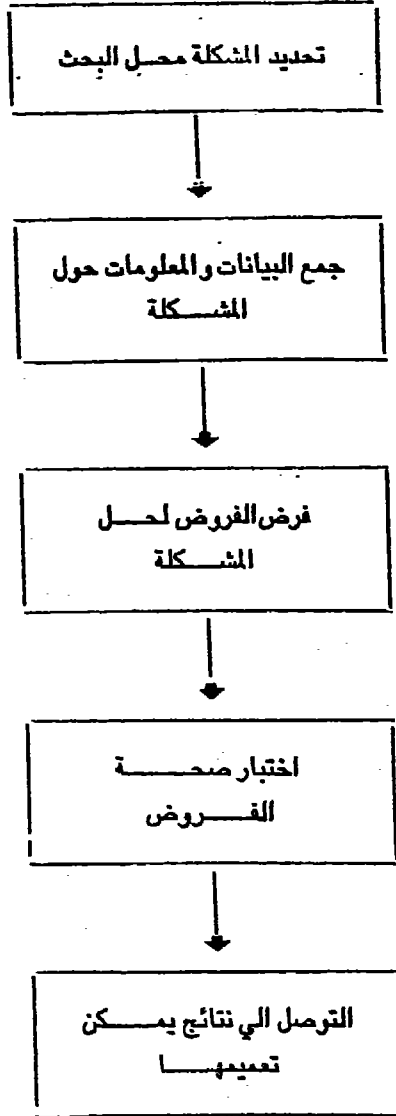 تحديد المشكلة محل البحث
جمع البيانات والمعلومات حول
المشكلة
فرض الفروض لحل
المشكلة
اختبار صحة
الفروض
التوصل الي نتائج يمكن
تعميمها